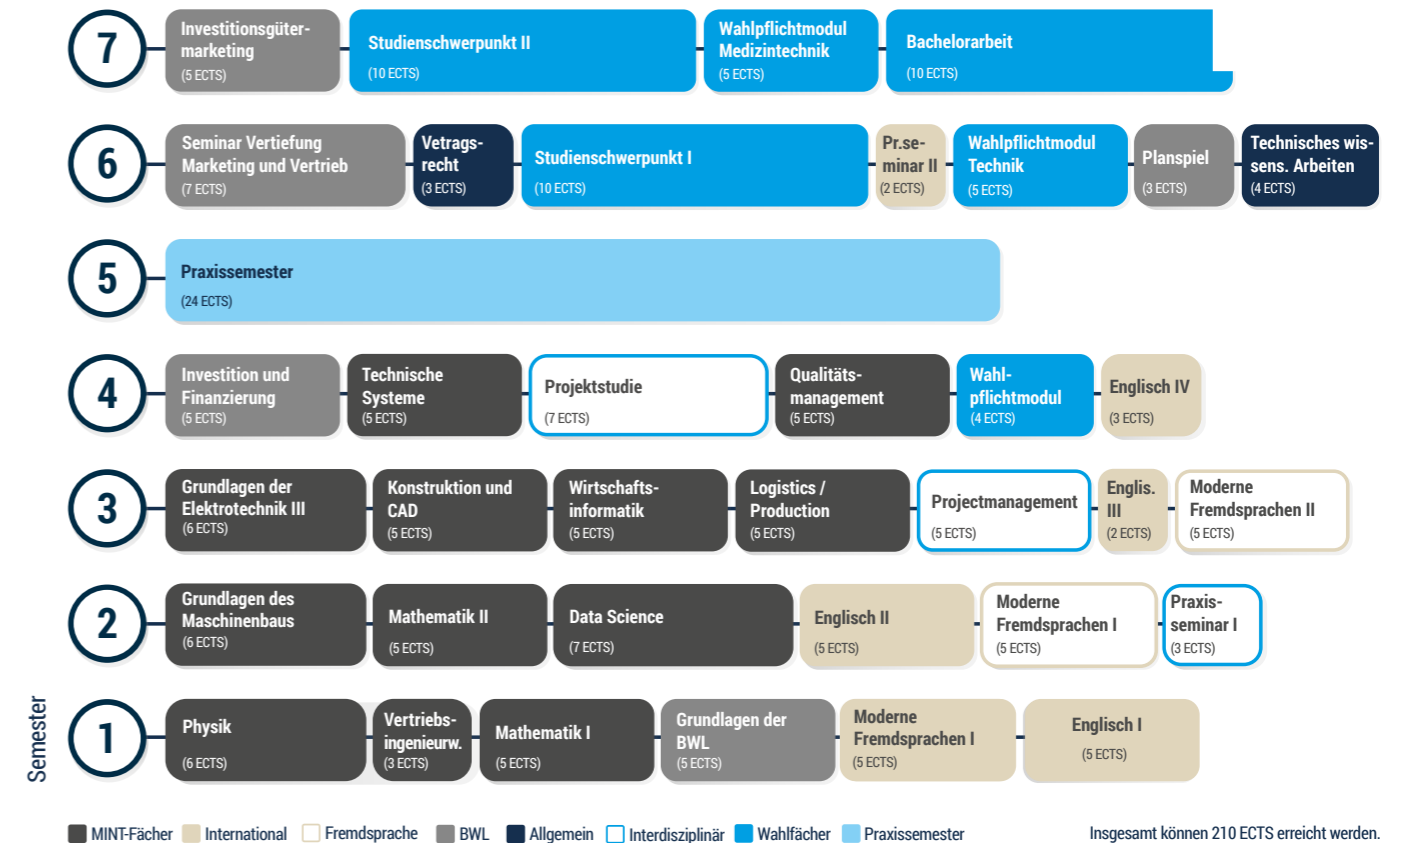 7
Investitionsgüter-
marketing
(5 ECTS)
Studienschwerpunkt II
(10 ECTS)
Wahlpflichtmodul
Medizintechnik
(5 ECTS)
Bachelorarbeit
(10 ECTS)
6
Seminar Vertiefung
Marketing und Vertrieb
(7 ECTS)
Vetrags-
recht
(3 ECTS)
Studienschwerpunkt I
(10 ECTS)
Pr.se-
minar II
(2 ECTS)
Wahlpflichtmodul
Technik
(5 ECTS)
Planspiel
(3 ECTS)
Technisches wis-
sens. Arbeiten
(4 ECTS)
5
Praxissemester
(24 ECTS)
4
Investition und
Finanzierung
(5 ECTS)
Technische
Systeme
(5 ECTS)
Projektstudie
(7 ECTS)
Qualitäts-
management
(5 ECTS)
Wahl-
pflichtmodul
(4 ECTS)
Englisch IV
(3 ECTS)
3
Grundlagen der
Elektrotechnik III
(6 ECTS)
Konstruktion und
CAD
(5 ECTS)
Wirtschafts-
informatik
(5 ECTS)
Logistics /
Production
(5 ECTS)
Projectmanagement
(5 ECTS)
Englis.
III
(2 ECTS)
Moderne
Fremdsprachen II
(5 ECTS)
2
Grundlagen des
Maschinenbaus
(6 ECTS)
Mathematik II
(5 ECTS)
Data Science
(7 ECTS)
Englisch II
(5 ECTS)
Moderne
Fremdsprachen I
(5 ECTS)
Praxis-
seminar I
(3 ECTS)
Semester
1
Physik
(6 ECTS)
Vertriebs-
ingenieurw.
(3 ECTS)
Mathematik I
(5 ECTS)
Grundlagen der
BWL
(5 ECTS)
Moderne
Fremdsprachen I
(5 ECTS)
Englisch I
(5 ECTS)
MINT-Fächer International Fremdsprache BWL Allgemein Interdisziplinär Wahlfächer Praxissemester
Insgesamt können 210 ECTS erreicht werden.